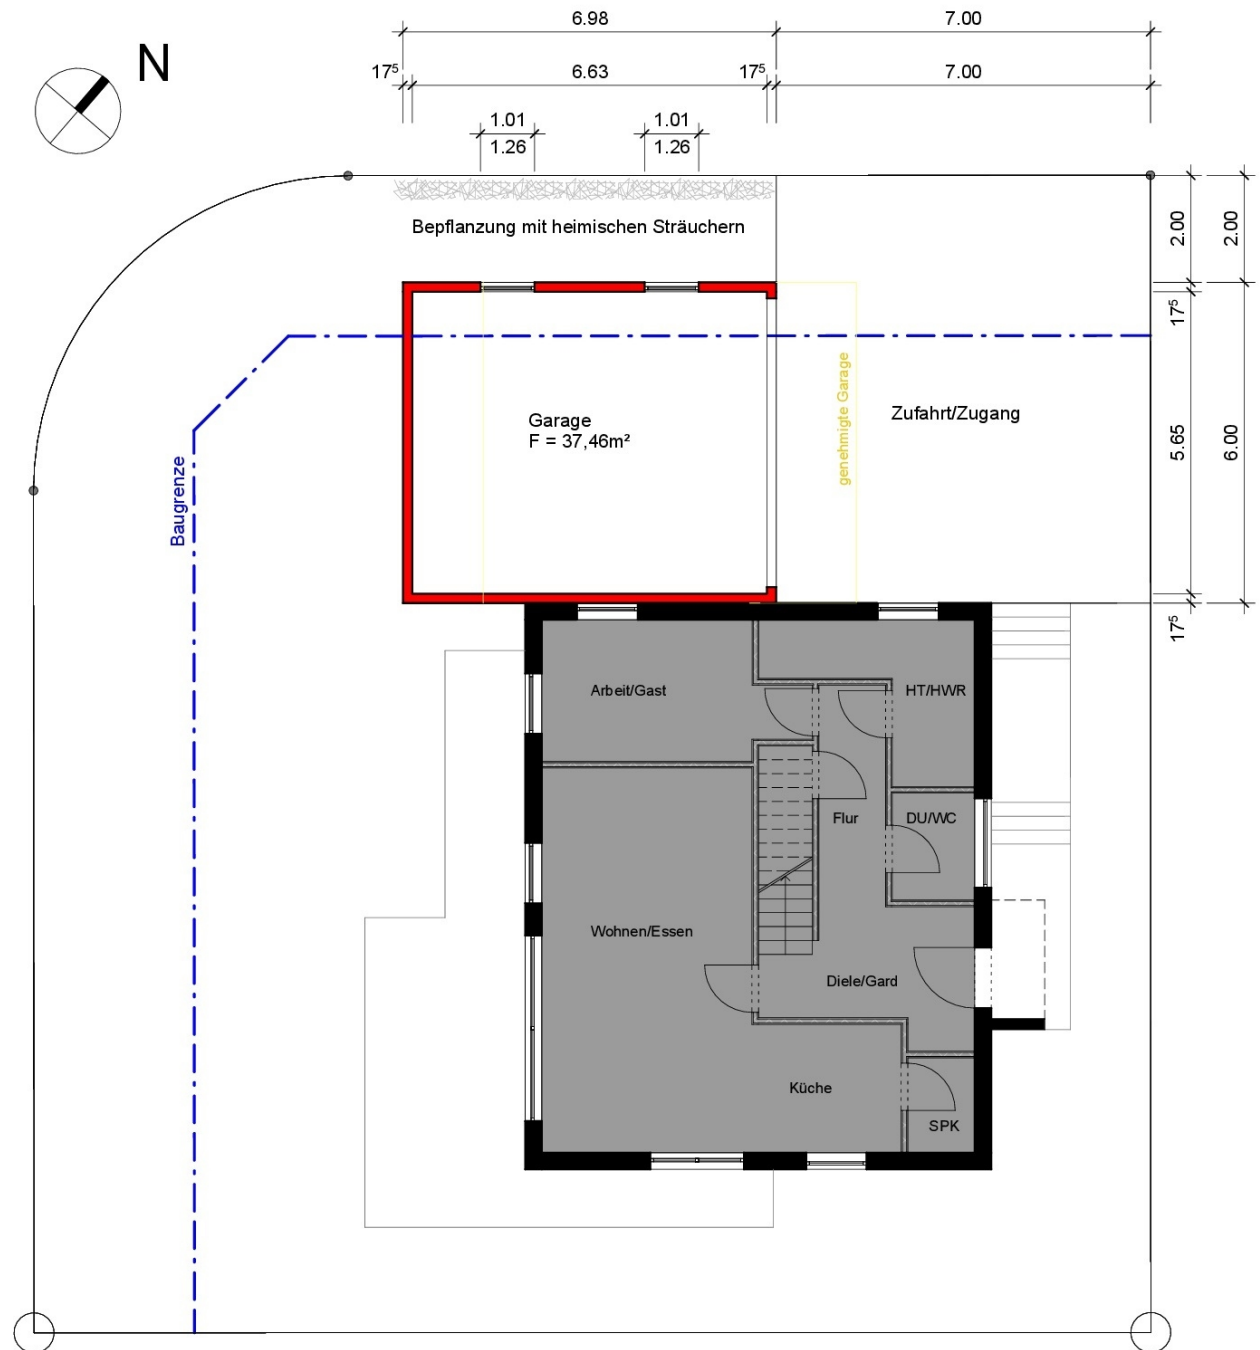 6.98
7.00
N
17⁵
6.63
17⁵
7.00
1.01
1.26
1.01
1.26
Bepflanzung mit heimischen Sträuchern
2.00
2.00
17⁵
5.65
6.00
17⁵
Baugrenze
Garage
F = 37,46m²
genehmigte Garage
Zufahrt/Zugang
Arbeit/Gast
HT/HWR
Flur
DU/WC
Wohnen/Essen
Diele/Gard
Küche
SPK